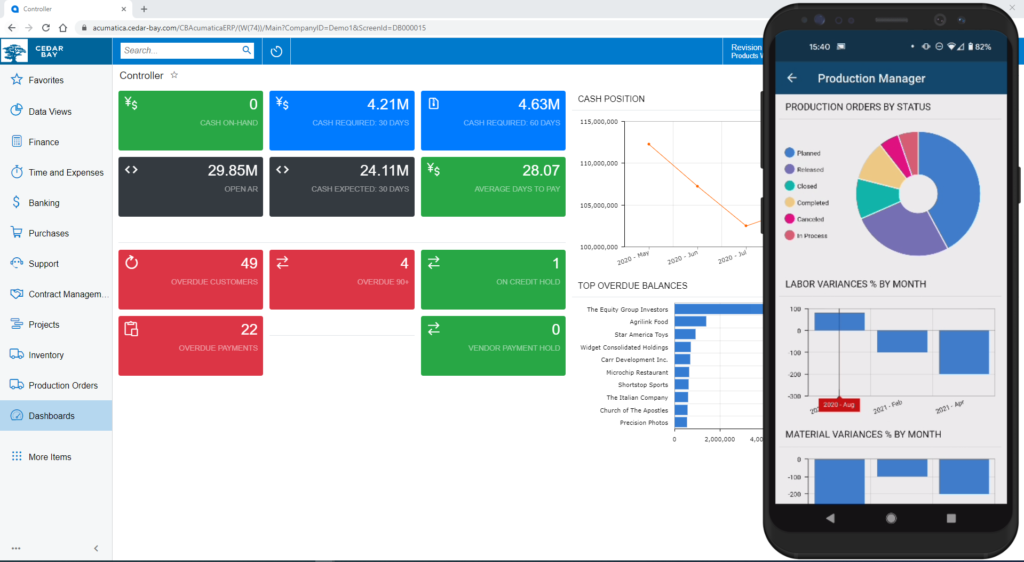 Controller
acumatica.cedar-bay.com/CBAcumaticaERP/(W(74))/Main?CompanyID=Demo1&ScreenId=DB000015
CEDAR
BAY
Search...
Revision
Products
Favorites
Data Views
Finance
Time and Expenses
Banking
Purchases
Support
Contract Managem...
Projects
Inventory
Production Orders
Dashboards
More Items
Controller
¥$ 0
CASH ON-HAND
¥$ 4.21M
CASH REQUIRED: 30 DAYS
4.63M
CASH REQUIRED: 60 DAYS
29.85M
OPEN AR
24.11M
CASH EXPECTED: 30 DAYS
¥$ 28.07
AVERAGE DAYS TO PAY
49
OVERDUE CUSTOMERS
4
OVERDUE 90+
1
ON CREDIT HOLD
22
OVERDUE PAYMENTS
0
VENDOR PAYMENT HOLD
CASH POSITION
115,000,000
110,000,000
105,000,000
100,000,000
2020 - May
2020 - Jun
2020 - Jul
TOP OVERDUE BALANCES
The Equity Group Investors
Agrilink Food
Star America Toys
Widget Consolidated Holdings
Carr Development Inc.
Microchip Restaurant
Shortstop Sports
The Italian Company
Church of The Apostles
Precision Photos
0 2,000,000
15:40 82%
Production Manager
PRODUCTION ORDERS BY STATUS
Planned
Released
Closed
Completed
Canceled
In Process
LABOR VARIANCES % BY MONTH
100
0
-100
-200
-300
2020 - Aug
2021 - Feb
2021 - Apr
MATERIAL VARIANCES % BY MONTH
0
-100
-200